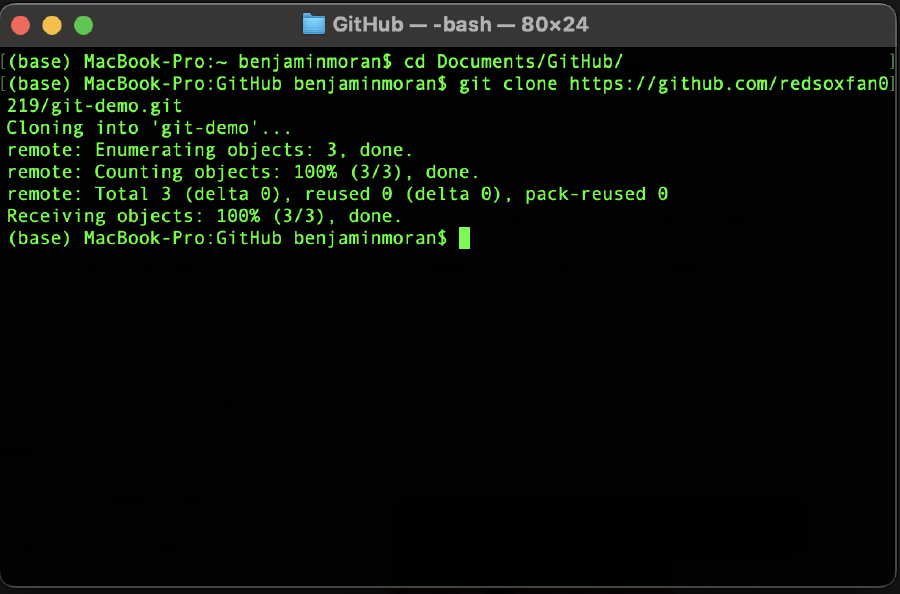 GitHub — -bash — 80×24
[(base) MacBook-Pro:~ benjaminmoran$ cd Documents/GitHub/ ]
[(base) MacBook-Pro:GitHub benjaminmoran$ git clone https://github.com/redsoxfan0]
219/git-demo.git
Cloning into 'git-demo'...
remote: Enumerating objects: 3, done.
remote: Counting objects: 100% (3/3), done.
remote: Total 3 (delta 0), reused 0 (delta 0), pack-reused 0
Receiving objects: 100% (3/3), done.
(base) MacBook-Pro:GitHub benjaminmoran$